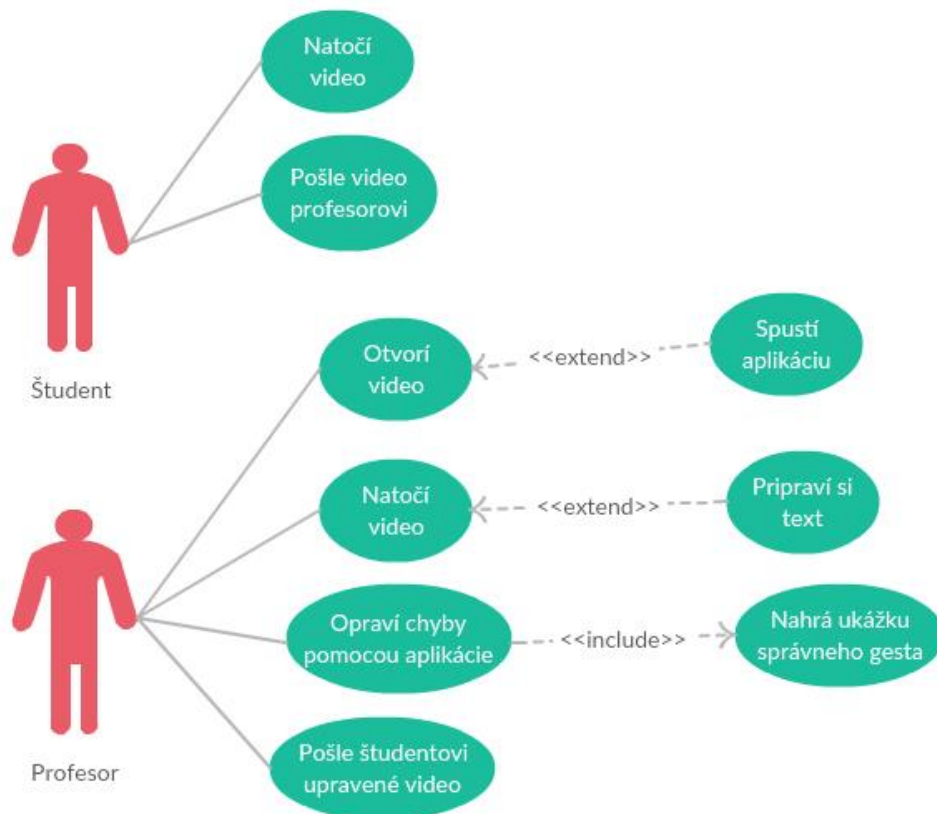 Natočí
video
Pošle video
profesorovi
Študent
Otvorí
video
<<extend>>
Spustí
aplikáciu
Natočí
video
<<extend>>
Pripraví si
text
Opraví chyby
pomocou aplikácie
<<include>>
Nahrá ukážku
správneho gesta
Pošle študentovi
upravené video
Profesor